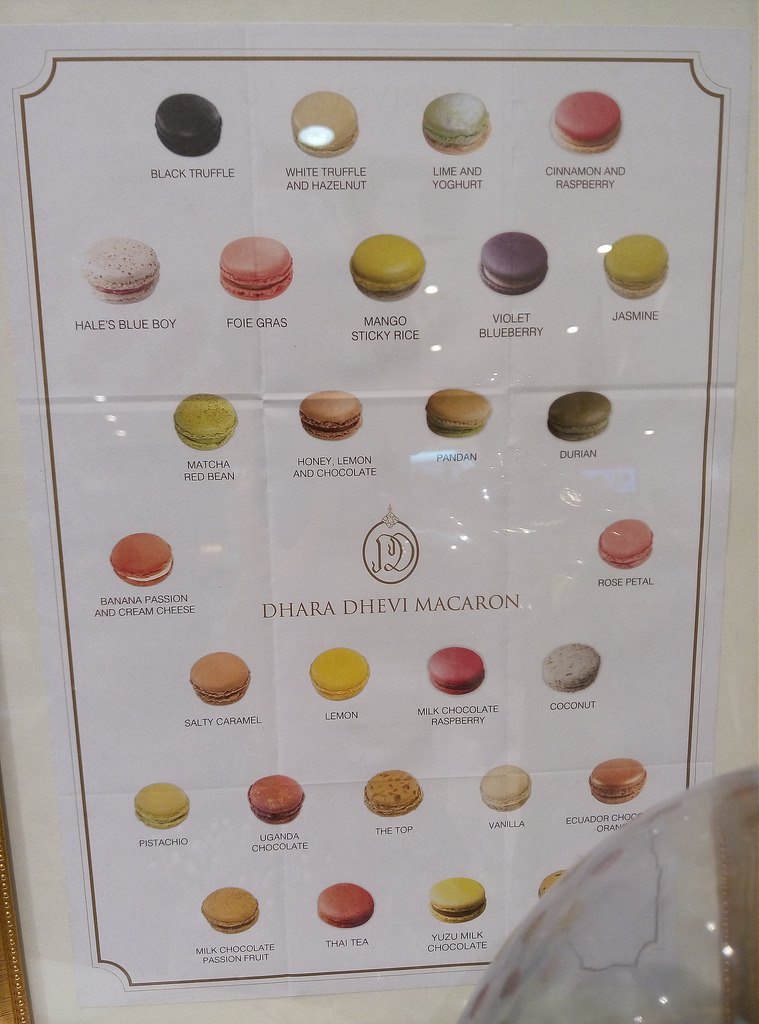 BLACK TRUFFLE
WHITE TRUFFLE
AND HAZELNUT
LIME AND
YOGHURT
CINNAMON AND
RASPBERRY
HALE'S BLUE BOY
FOIE GRAS
MANGO
STICKY RICE
VIOLET
BLUEBERRY
JASMINE
MATCHA
RED BEAN
HONEY, LEMON
AND CHOCOLATE
PANDAN
DURIAN
BANANA PASSION
AND CREAM CHEESE
DHARA DHEVI MACARON
ROSE PETAL
SALTY CARAMEL
LEMON
MILK CHOCOLATE
RASPBERRY
COCONUT
PISTACHIO
UGANDA
CHOCOLATE
THE TOP
VANILLA
ECUADOR
MILK CHOCOLATE
PASSION FRUIT
THAI TEA
YUZU MILK
CHOCOLATE